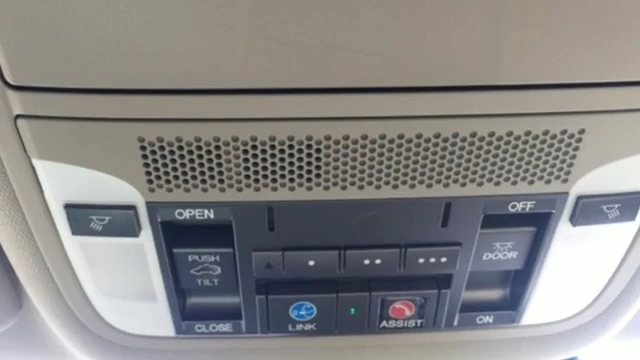 OPEN
OFF
PUSH
TILT
DOOR
LINK
ASSIST
CLOSE
ON